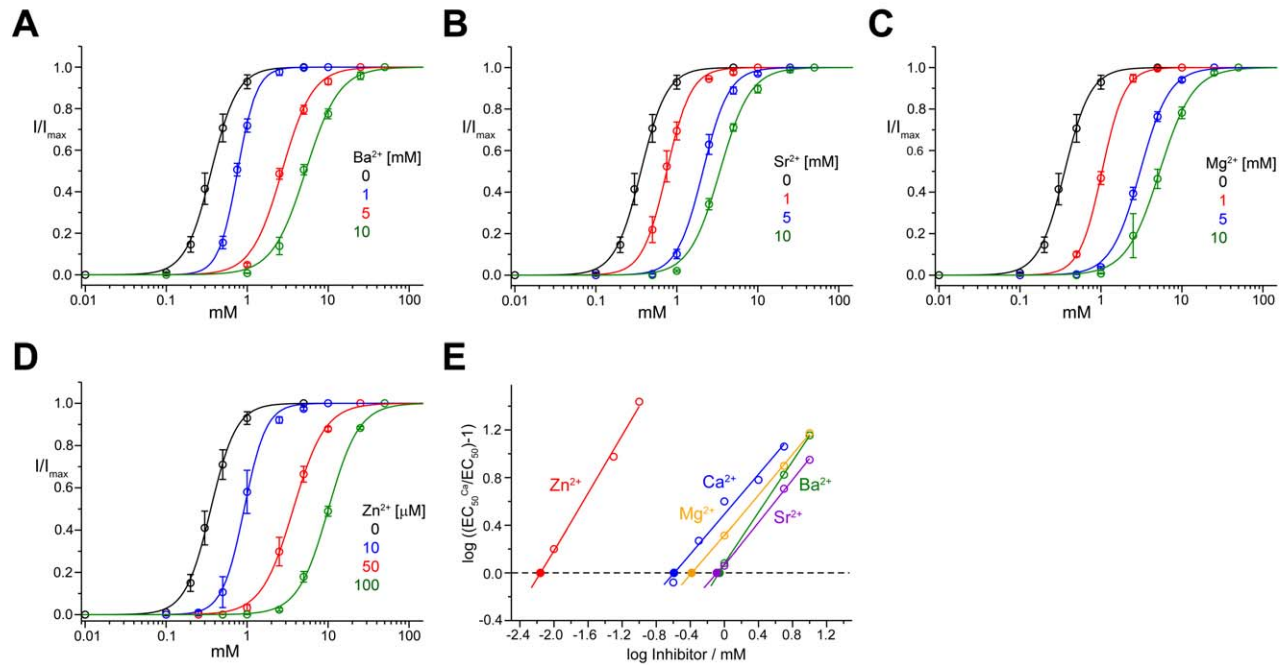 A
1.0
0.8
I/Imax
0.6
0.4
0.2
0.0
0.01 0.1 1 10 100
mM
Ba²⁺ [mM]
0
1
5
10
B
1.0
0.8
I/Imax
0.6
0.4
0.2
0.0
0.01 0.1 1 10 100
mM
Sr²⁺ [mM]
0
1
5
10
C
1.0
0.8
I/Imax
0.6
0.4
0.2
0.0
0.01 0.1 1 10 100
mM
Mg²⁺ [mM]
0
1
5
10
D
1.0
0.8
I/Imax
0.6
0.4
0.2
0.0
0.01 0.1 1 10 100
mM
Zn²⁺ [μM]
0
10
50
100
E
log ((EC₅₀ᶜᵃ/EC₅₀)-1)
1.2
0.8
0.4
0.0
-0.4
Zn²⁺
Ca²⁺
Mg²⁺
Ba²⁺
Sr²⁺
-2.4 -2.0 -1.6 -1.2 -0.8 -0.4 0 0.4 0.8 1.2
log Inhibitor / mM